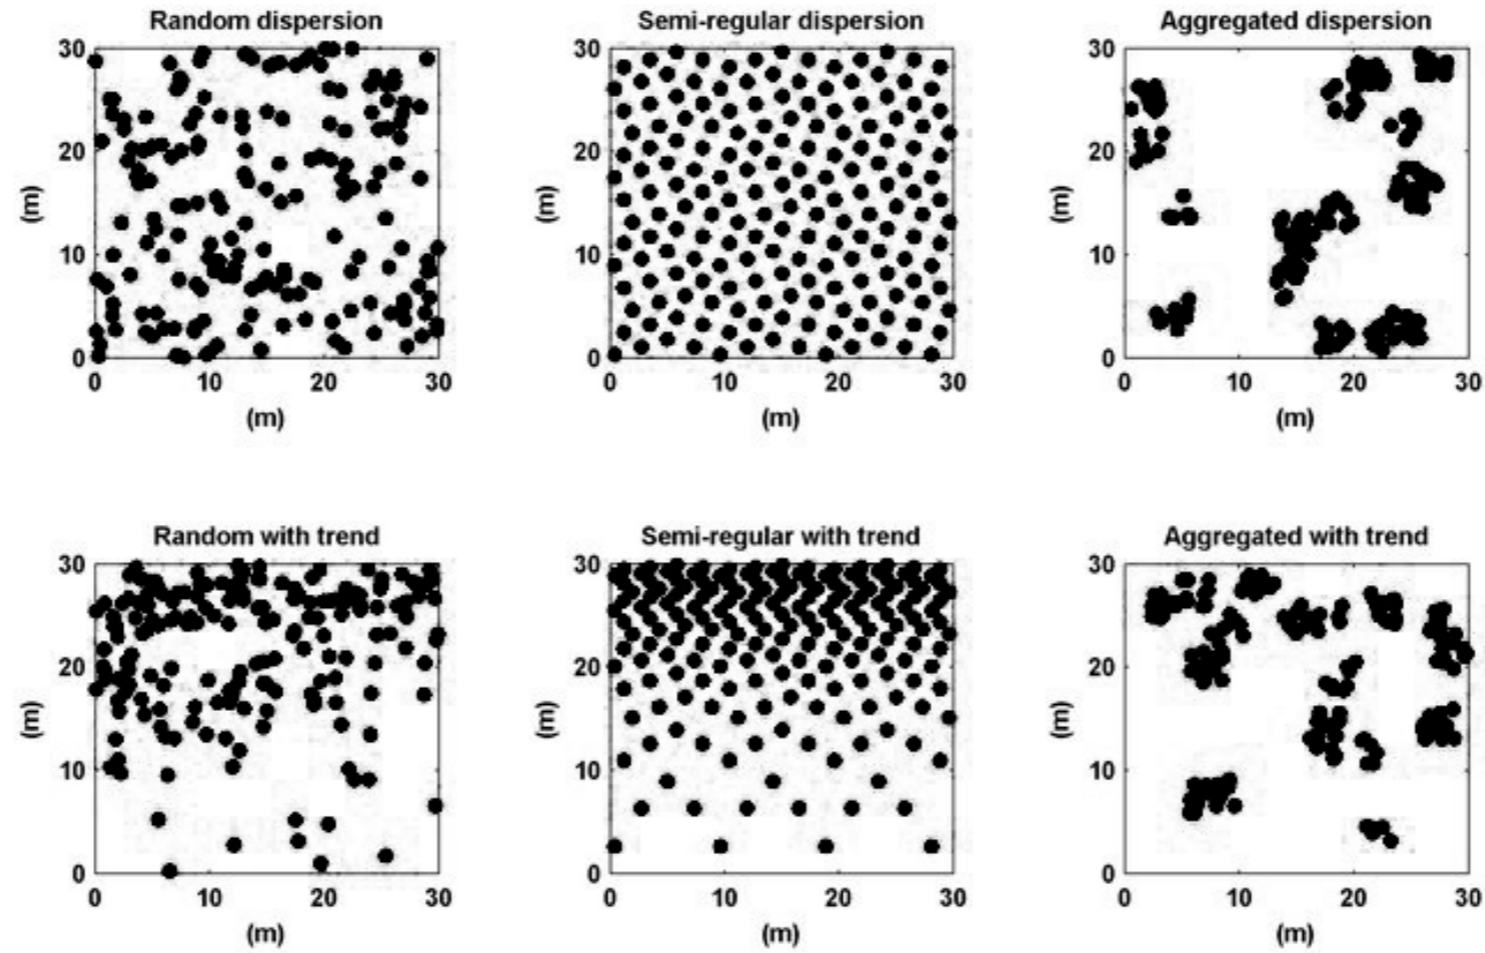 Random dispersion
30
20
10
0
0 10 20 30
(m)
(m)
Semi-regular dispersion
30
20
10
0
0 10 20 30
(m)
(m)
Aggregated dispersion
30
20
10
0
0 10 20 30
(m)
(m)
Random with trend
30
20
10
0
0 10 20 30
(m)
(m)
Semi-regular with trend
30
20
10
0
0 10 20 30
(m)
(m)
Aggregated with trend
30
20
10
0
0 10 20 30
(m)
(m)